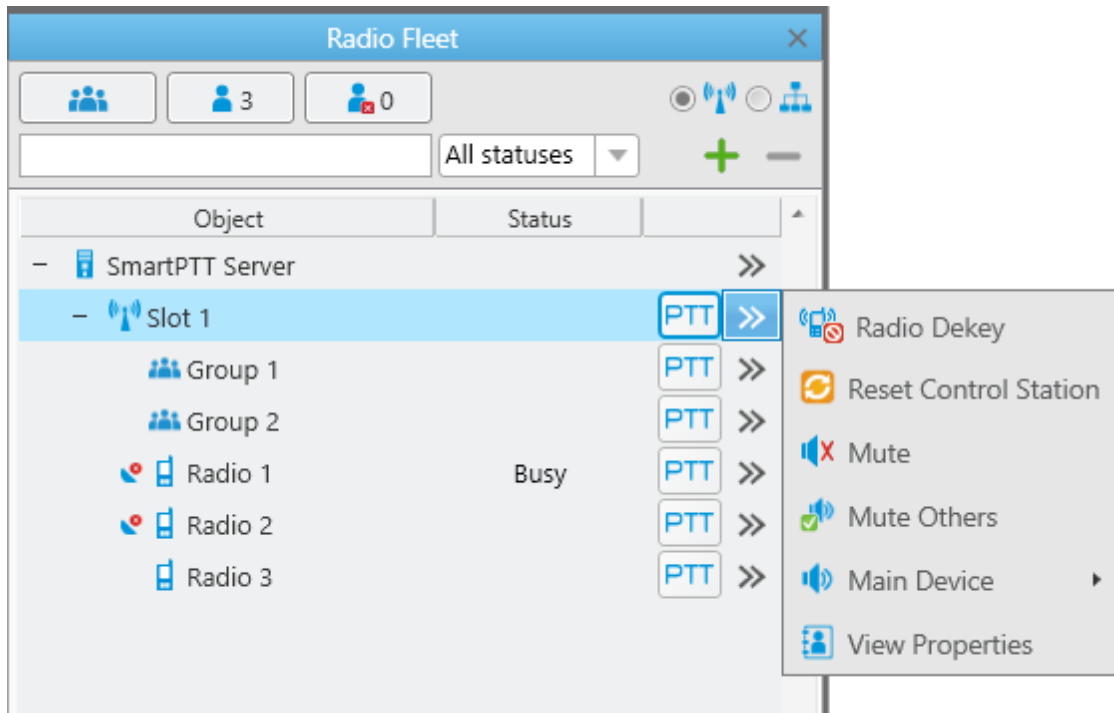 Radio Fleet
3
0
All statuses
Object Status
SmartPTT Server
Slot 1 PTT
Group 1 PTT
Group 2 PTT
Radio 1 Busy PTT
Radio 2 PTT
Radio 3 PTT
Radio Dekey
Reset Control Station
Mute
Mute Others
Main Device
View Properties